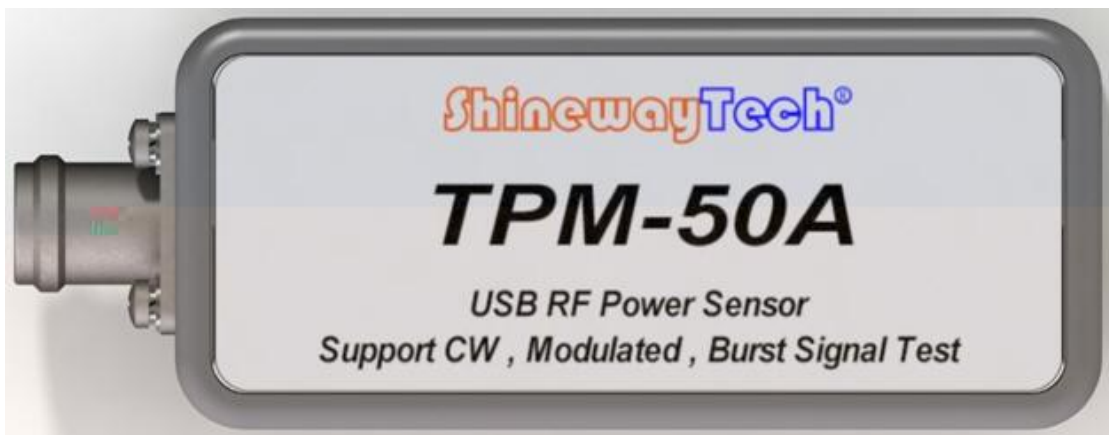 ShinewayTech®
TPM-50A
USB RF Power Sensor
Support CW , Modulated , Burst Signal Test